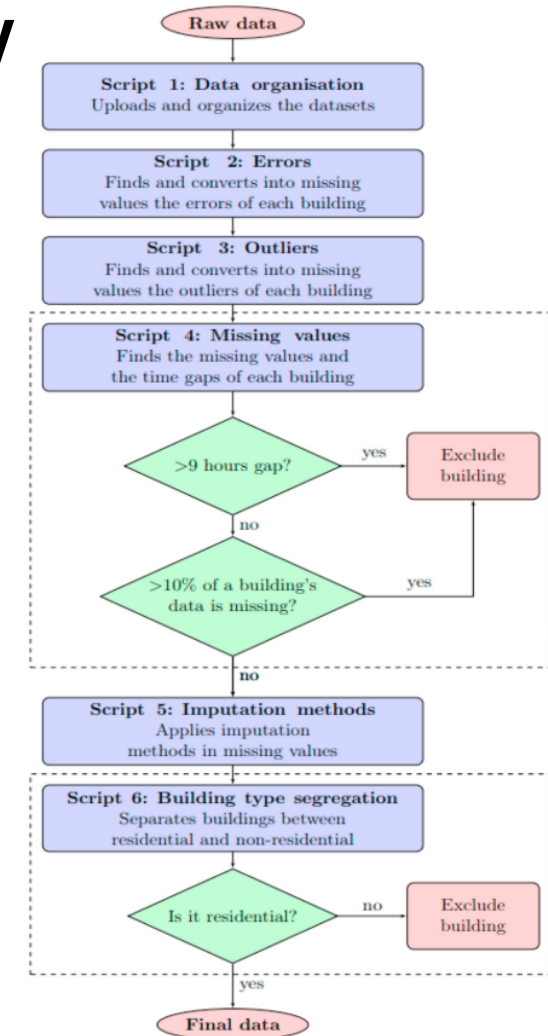 y
Raw data
Script 1: Data organisation
Uploads and organizes the datasets
Script 2: Errors
Finds and converts into missing
values the errors of each building
Script 3: Outliers
Finds and converts into missing
values the outliers of each building
Script 4: Missing values
Finds the missing values and
the time gaps of each building
>9 hours gap?
yes
Exclude
building
no
>10% of a building's
data is missing?
yes
no
Script 5: Imputation methods
Applies imputation
methods in missing values
Script 6: Building type segregation
Separates buildings between
residential and non-residential
Is it residential?
no
Exclude
building
yes
Final data